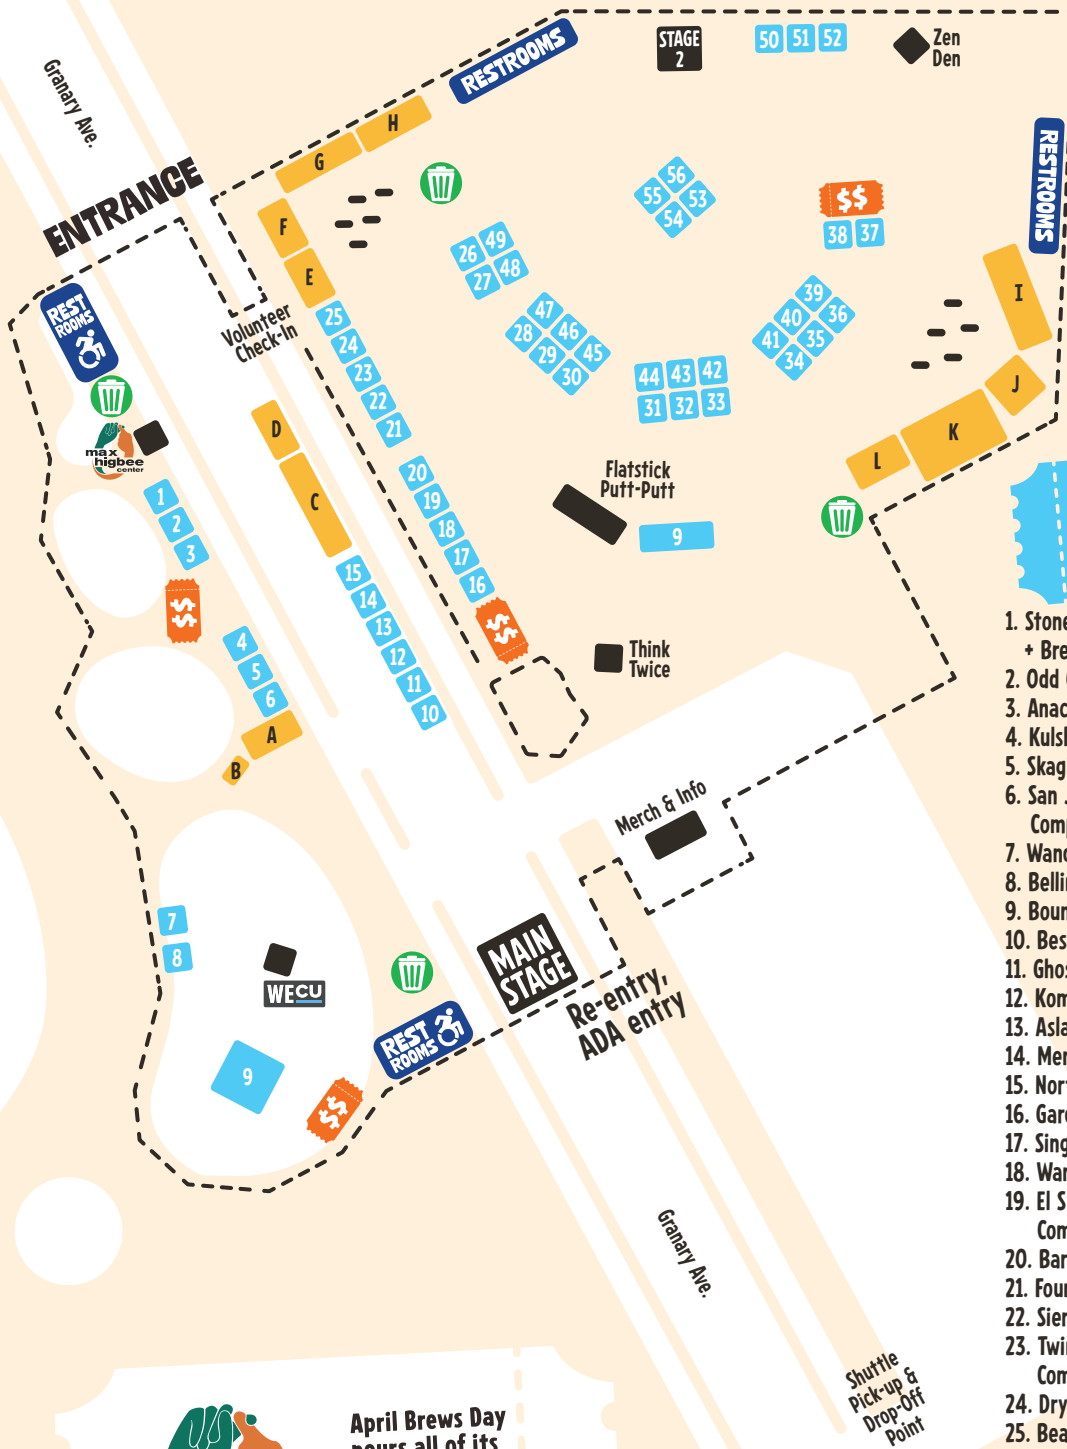 Granary Ave.
ENTRANCE
RESTROOMS
STAGE
2
50 51 52
Zen
Den
RESTROOMS
H
G
F
E
56
55 53
54
$$
38 37
26 49
27 48
47
28 46
29 45
30
39
40 36
41 35
34
44 43 42
31 32 33
I
J
K
L
REST
ROOMS
Volunteer
Check-In
25
24
23
22
21
20
19
18
17
16
$$
max
higbee
center
D
C
1
2
3
$$
4
5
6
A
B
15
14
13
12
11
10
Flatstick
Putt-Putt
9
Think
Twice
Merch & Info
7
8
WECU
9
$$
REST
ROOMS
MAIN
STAGE
Re-entry,
ADA entry
Granary Ave.
Shuttle
Pick-up &
Drop-Off
Point
April Brews Day
1. Stone
+ Bre
2. Odd
3. Anac
4. Kuls
5. Skag
6. San
Comp
7. Wand
8. Belli
9. Boun
10. Bes
11. Ghos
12. Kom
13. Asla
14. Men
15. Nor
16. Gard
17. Sing
18. Wan
19. El S
Com
20. Bar
21. Four
22. Sier
23. Twi
Com
24. Dry
25. Bea